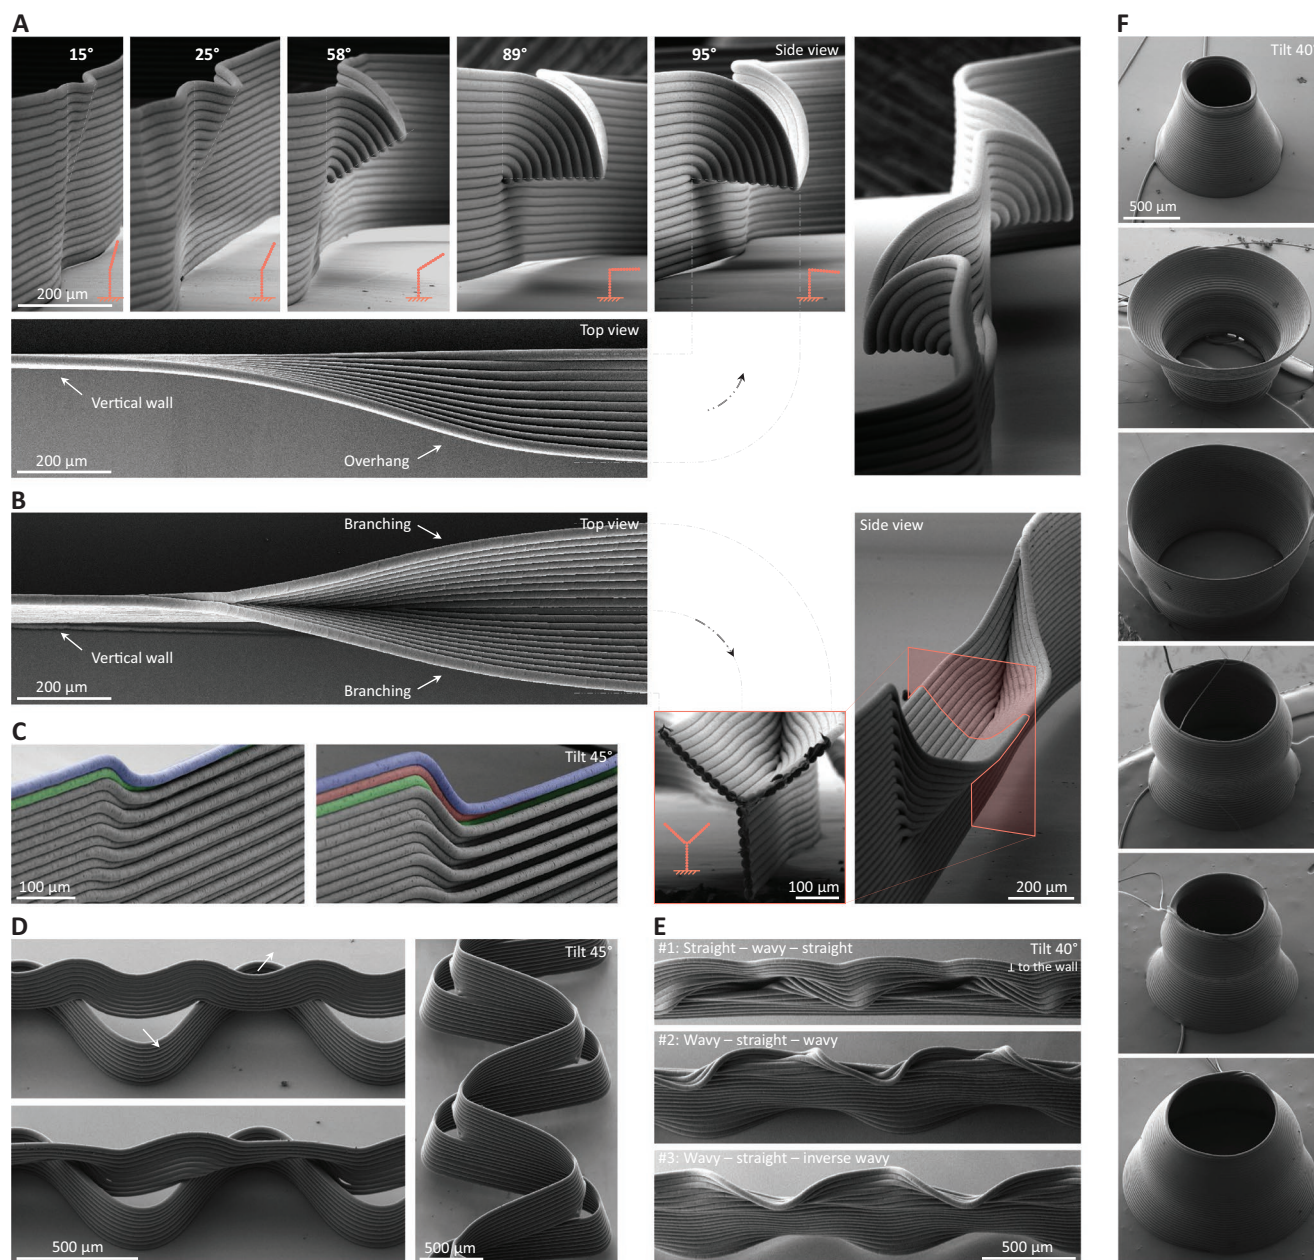 A
15°
25°
58°
89°
95°
Side view
200 µm
Top view
Vertical wall
Overhang
200 µm
B
Branching
Top view
Vertical wall
Branching
200 µm
Side view
100 µm
200 µm
C
Tilt 45°
100 µm
D
Tilt 45°
500 µm
500 µm
E
#1: Straight – wavy – straight
Tilt 40°
⊥ to the wall
#2: Wavy – straight – wavy
#3: Wavy – straight – inverse wavy
500 µm
F
Tilt 40°
500 µm